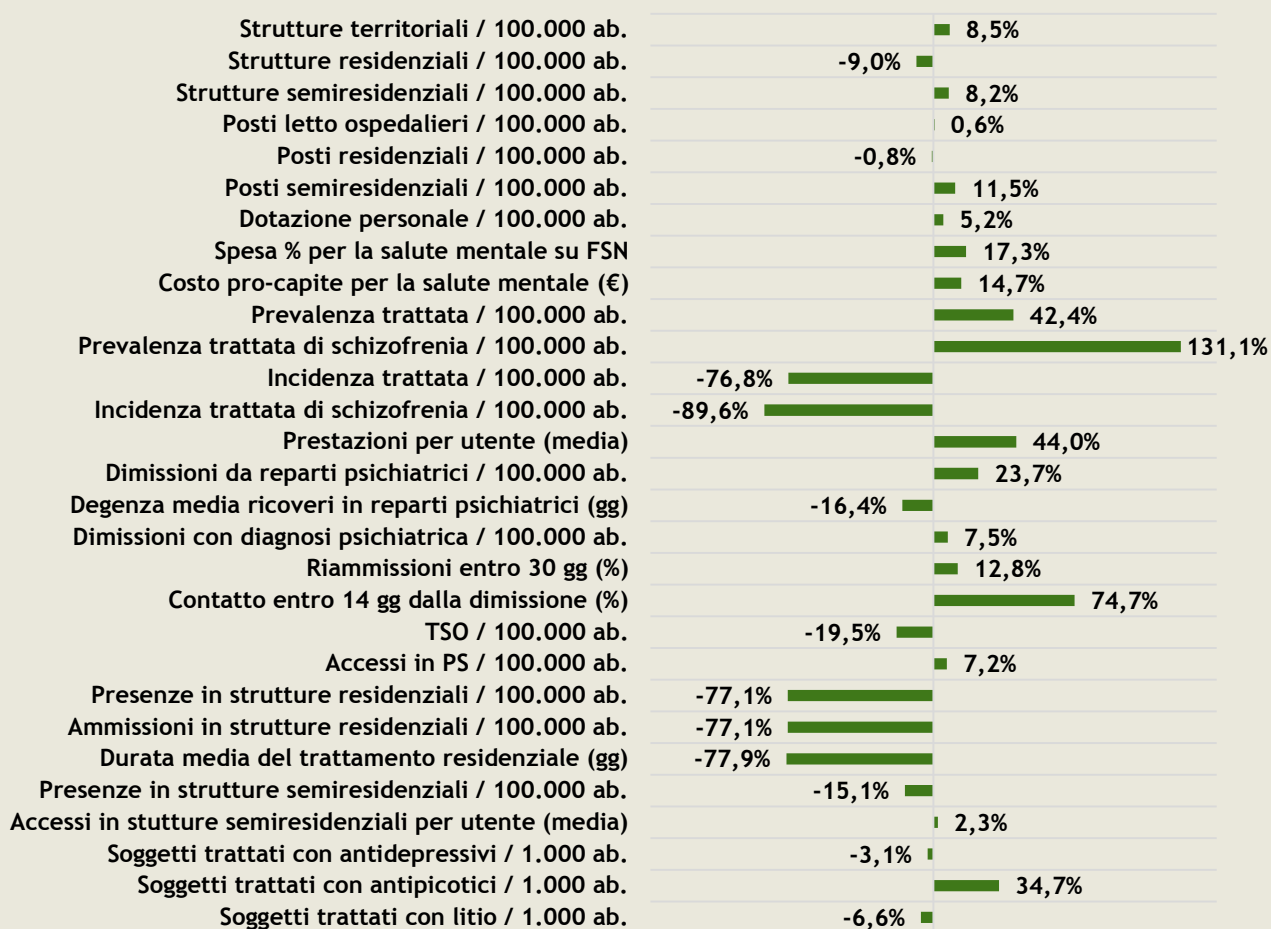 Strutture territoriali / 100.000 ab. 8,5%
Strutture residenziali / 100.000 ab. -9,0%
Strutture semiresidenziali / 100.000 ab. 8,2%
Posti letto ospedalieri / 100.000 ab. 0,6%
Posti residenziali / 100.000 ab. -0,8%
Posti semiresidenziali / 100.000 ab. 11,5%
Dotazione personale / 100.000 ab. 5,2%
Spesa % per la salute mentale su FSN 17,3%
Costo pro-capite per la salute mentale (€) 14,7%
Prevalenza trattata / 100.000 ab. 42,4%
Prevalenza trattata di schizofrenia / 100.000 ab. 131,1%
Incidenza trattata / 100.000 ab. -76,8%
Incidenza trattata di schizofrenia / 100.000 ab. -89,6%
Prestazioni per utente (media) 44,0%
Dimissioni da reparti psichiatrici / 100.000 ab. 23,7%
Degenza media ricoveri in reparti psichiatrici (gg) -16,4%
Dimissioni con diagnosi psichiatrica / 100.000 ab. 7,5%
Riammissioni entro 30 gg (%) 12,8%
Contatto entro 14 gg dalla dimissione (%) 74,7%
TSO / 100.000 ab. -19,5%
Accessi in PS / 100.000 ab. 7,2%
Presenze in strutture residenziali / 100.000 ab. -77,1%
Ammissioni in strutture residenziali / 100.000 ab. -77,1%
Durata media del trattamento residenziale (gg) -77,9%
Presenze in strutture semiresidenziali / 100.000 ab. -15,1%
Accessi in stutture semiresidenziali per utente (media) 2,3%
Soggetti trattati con antidepressivi / 1.000 ab. -3,1%
Soggetti trattati con antipicotici / 1.000 ab. 34,7%
Soggetti trattati con litio / 1.000 ab. -6,6%